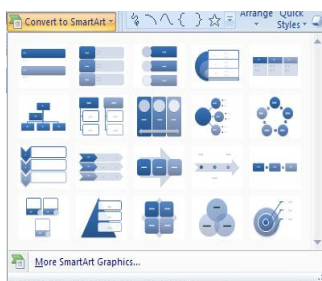 Convert to SmartArt Arrange Quick
Styles
More SmartArt Graphics...